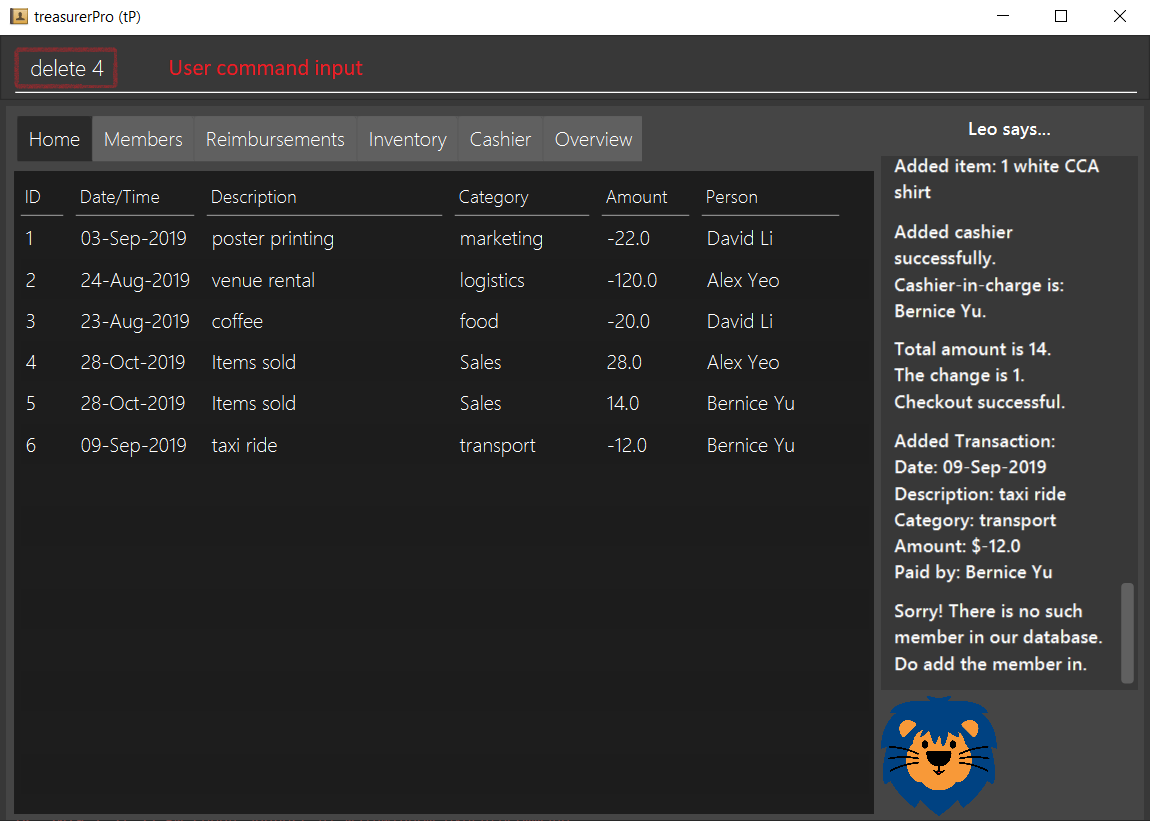 treasurerPro (tP)
delete 4 User command input
Home Members Reimbursements Inventory Cashier Overview
ID Date/Time Description Category Amount Person
1 03-Sep-2019 poster printing marketing -22.0 David Li
2 24-Aug-2019 venue rental logistics -120.0 Alex Yeo
3 23-Aug-2019 coffee food -20.0 David Li
4 28-Oct-2019 Items sold Sales 28.0 Alex Yeo
5 28-Oct-2019 Items sold Sales 14.0 Bernice Yu
6 09-Sep-2019 taxi ride transport -12.0 Bernice Yu
Leo says...
Added item: 1 white CCA
shirt
Added cashier
successfully.
Cashier-in-charge is:
Bernice Yu.
Total amount is 14.
The change is 1.
Checkout successful.
Added Transaction:
Date: 09-Sep-2019
Description: taxi ride
Category: transport
Amount: $-12.0
Paid by: Bernice Yu
Sorry! There is no such
member in our database.
Do add the member in.